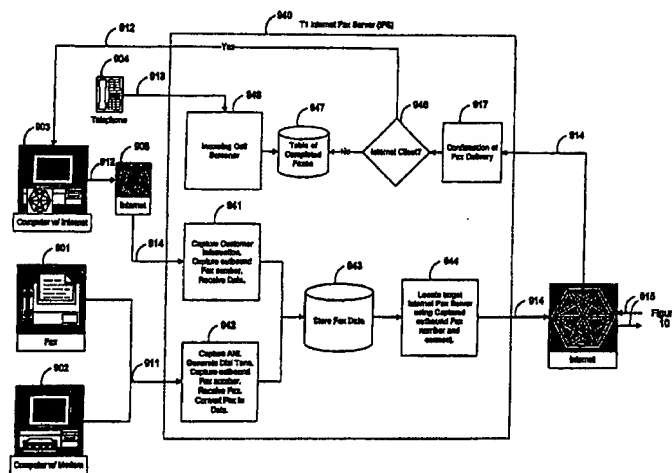 940
T1 Internet Fax Server (IFS)
912
Yes
904
913
Telephone
948
Incoming Call
Screener
947
Table of
Completed
Faxes
946
Internet Client?
No
917
Confirmation of
Fax Delivery
914
903
912
908
Internet
Computer w/ Internet
914
941
Capture Customer
Information,
Capture outbound
Fax number,
Receive Data.
901
Fax
943
Store Fax Data
944
Locate target
Internet Fax Server
using Captured
outbound Fax
number and
connect.
914
Internet
915
Figure
10
942
Capture ANI,
Generate Dial Tone,
Capture outbound
Fax number,
Receive Fax,
Convert Fax to
Data.
911
902
Computer w/ Modem